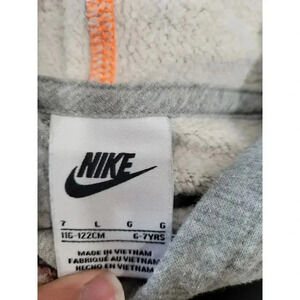 NIKE
7 L G G
116-122CM 6-7YRS
MADE IN VIETNAM
FABRIQUÉ AU VIETNAM
HECHO EN VIETNAM